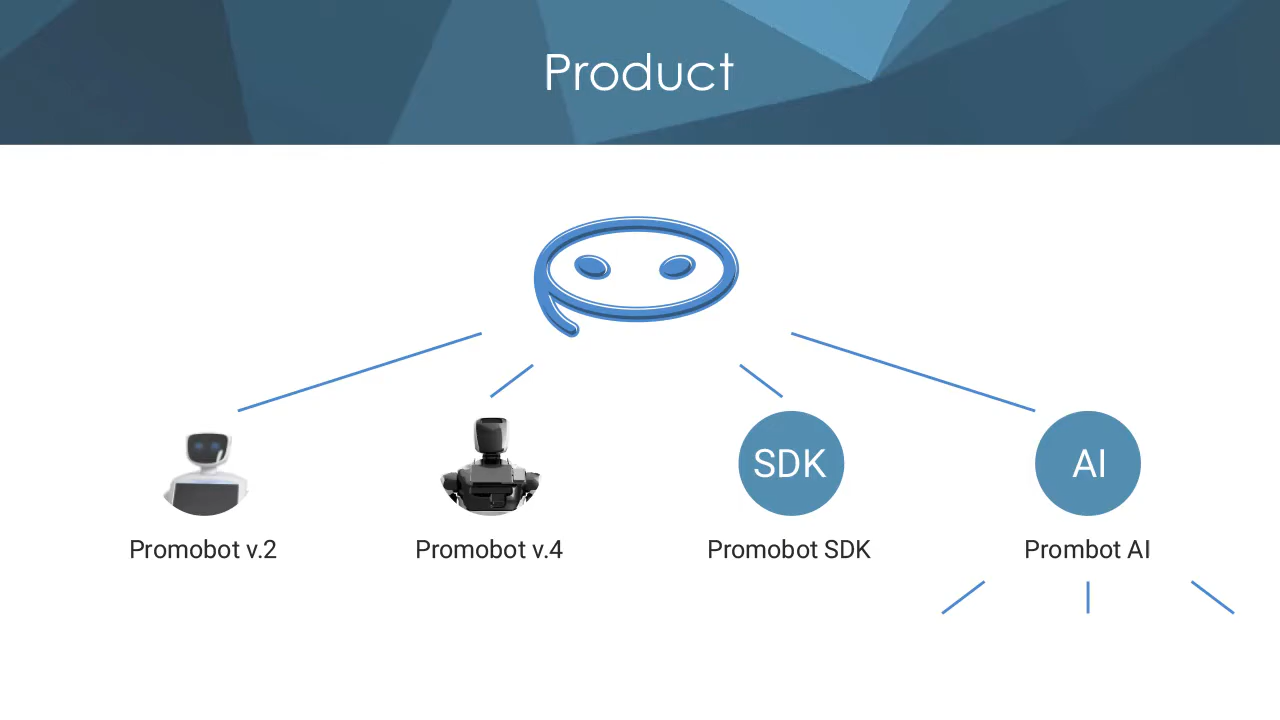 Product
SDK
AI
Promobot v.2
Promobot v.4
Promobot SDK
Prombot AI